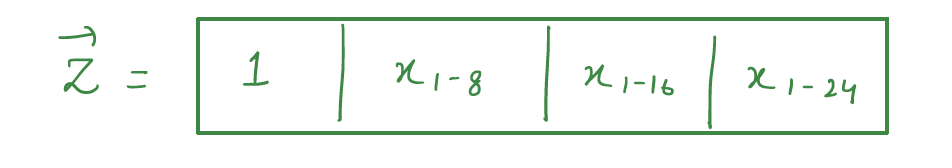 Z⃗ = 1 | x₁₋₈ | x₁₋₁₆ | x₁₋₂₄